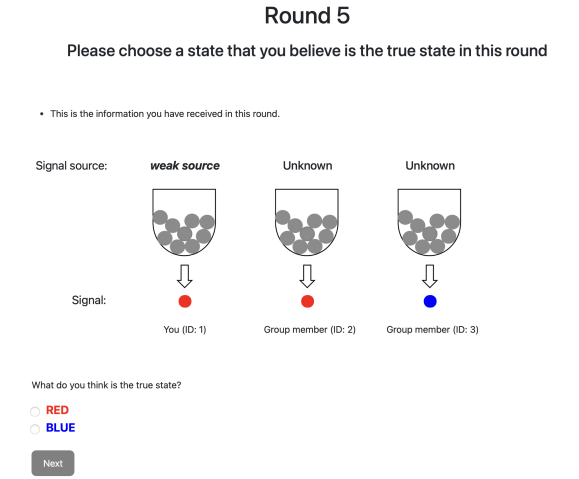 Round 5
Please choose a state that you believe is the true state in this round
• This is the information you have received in this round.
Signal source: weak source Unknown Unknown
Signal:
You (ID: 1) Group member (ID: 2) Group member (ID: 3)
What do you think is the true state?
RED
BLUE
Next